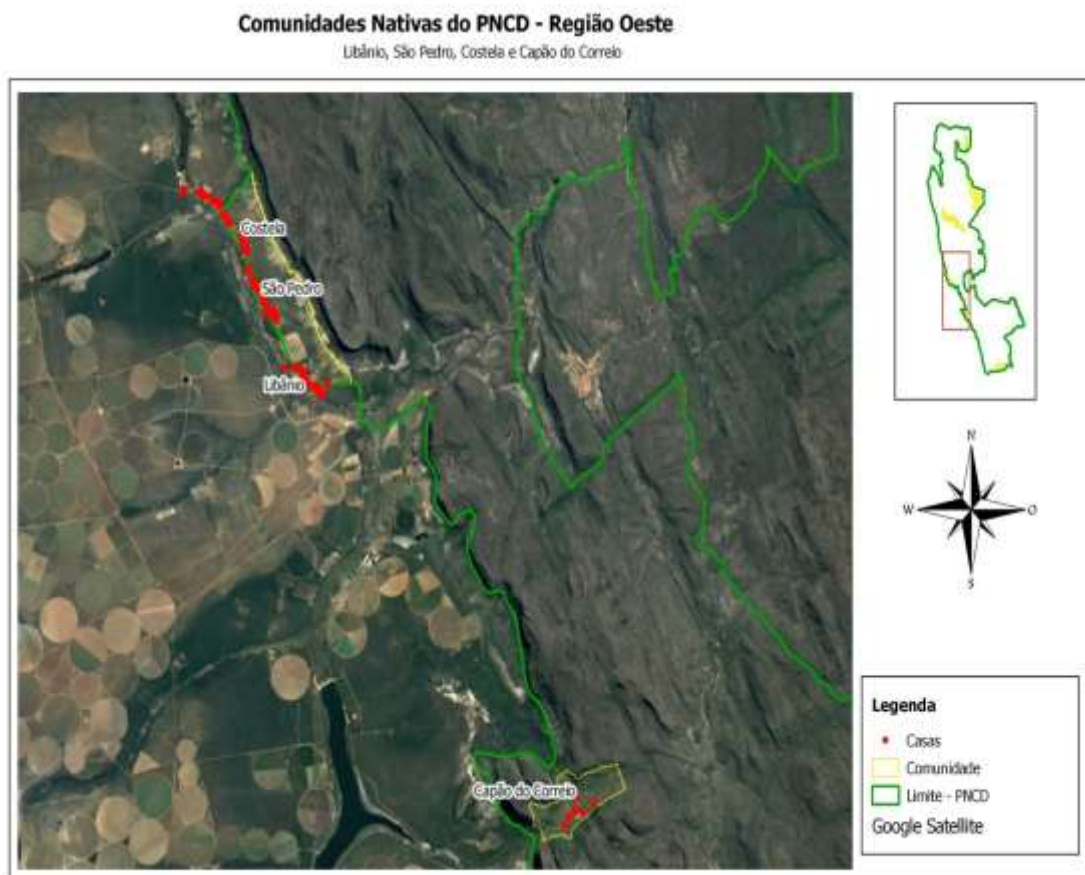 Comunidades Nativas do PNCD - Região Oeste
Libânio, São Pedro, Costela e Capão do Correio
Costela
São Pedro
Libânio
Capão do Correio
N
W
O
S
Legenda
Casas
Comunidade
Limite - PNCD
Google Satellite